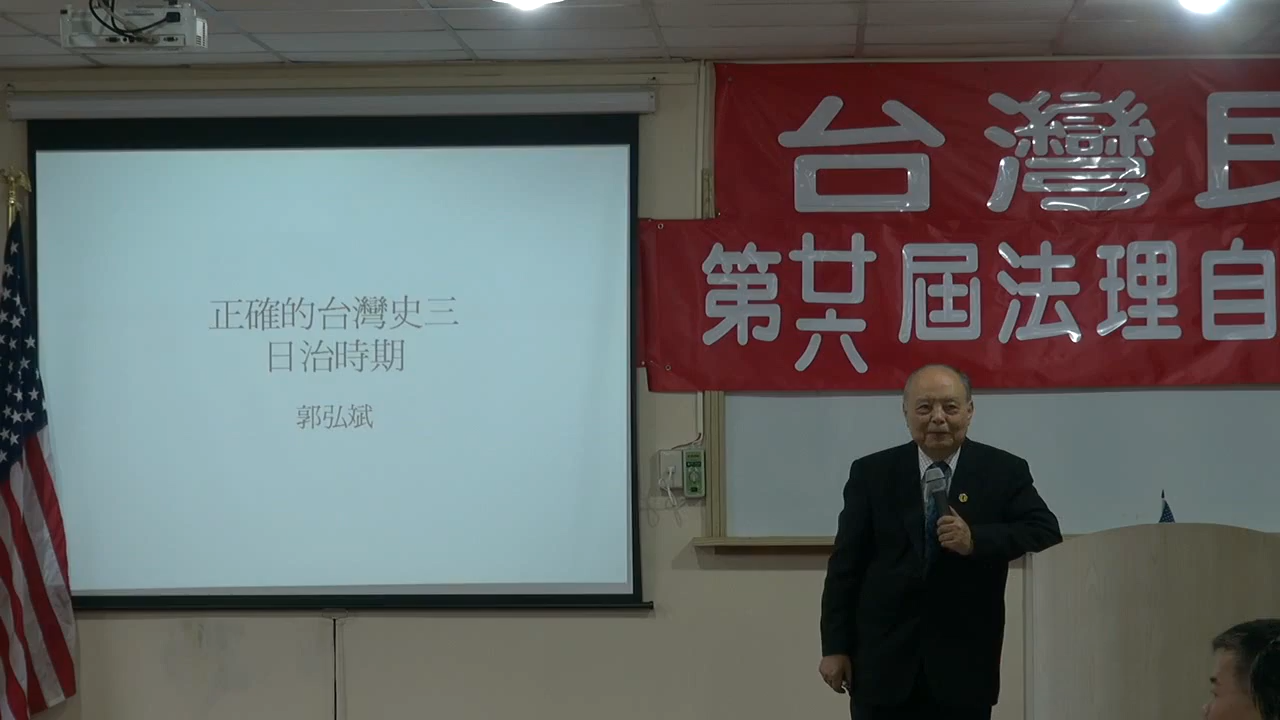 正確的台灣史三
日治時期
郭弘斌
台灣
第廿六屆法理自